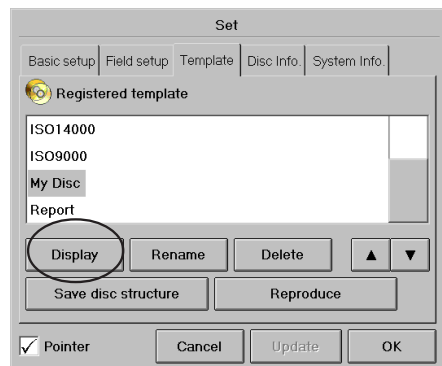 Set
Basic setup Field setup Template Disc Info. System Info.
Registered template
ISO14000
ISO9000
My Disc
Report
Display Rename Delete ▲ ▼
Save disc structure Reproduce
Pointer Cancel Update OK